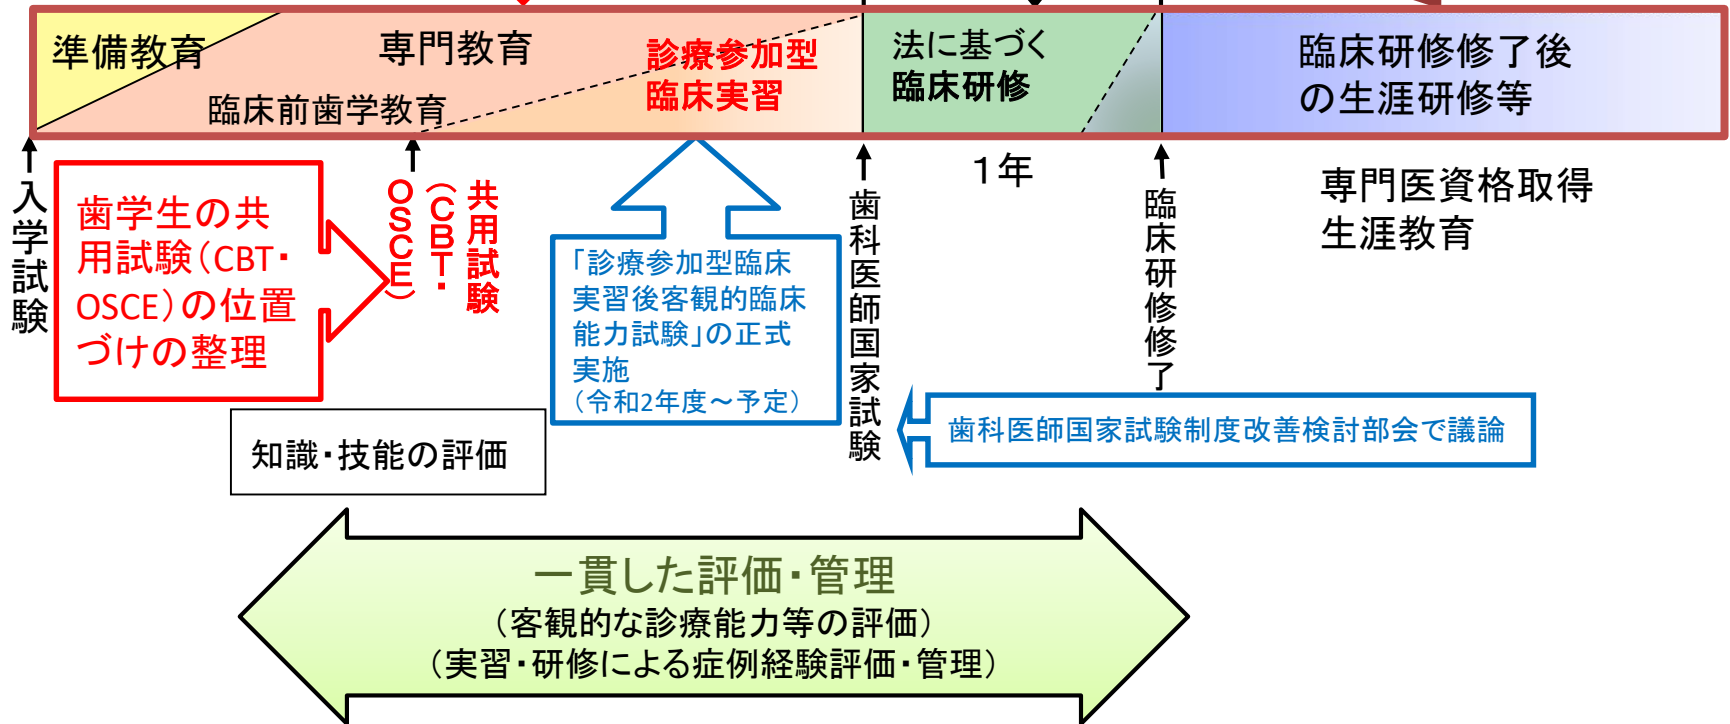 準備教育
専門教育
臨床前歯学教育
診療参加型
臨床実習
法に基づく
臨床研修
臨床研修修了後
の生涯研修等
入学試験
歯学生の共
用試験（CBT・
OSCE）の位置
づけの整理
共用試験
（CBT・
OSCE）
「診療参加型臨床
実習後客観的臨床
能力試験」の正式
実施
（令和2年度～予定）
歯科医師国家試験
1年
臨床研修修了
専門医資格取得
生涯教育
歯科医師国家試験制度改善検討部会で議論
知識・技能の評価
一貫した評価・管理
（客観的な診療能力等の評価）
（実習・研修による症例経験評価・管理）